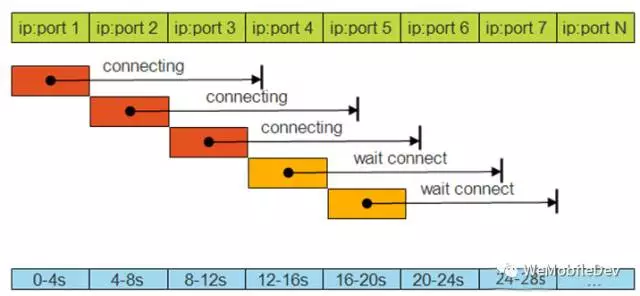 ip:port 1 ip:port 2 ip:port 3 ip:port 4 ip:port 5 ip:port 6 ip:port 7 ip:port N
connecting
connecting
connecting
wait connect
wait connect
WeMobileDev
0-4s 4-8s 8-12s 12-16s 16-20s 20-24s 24-28s ...